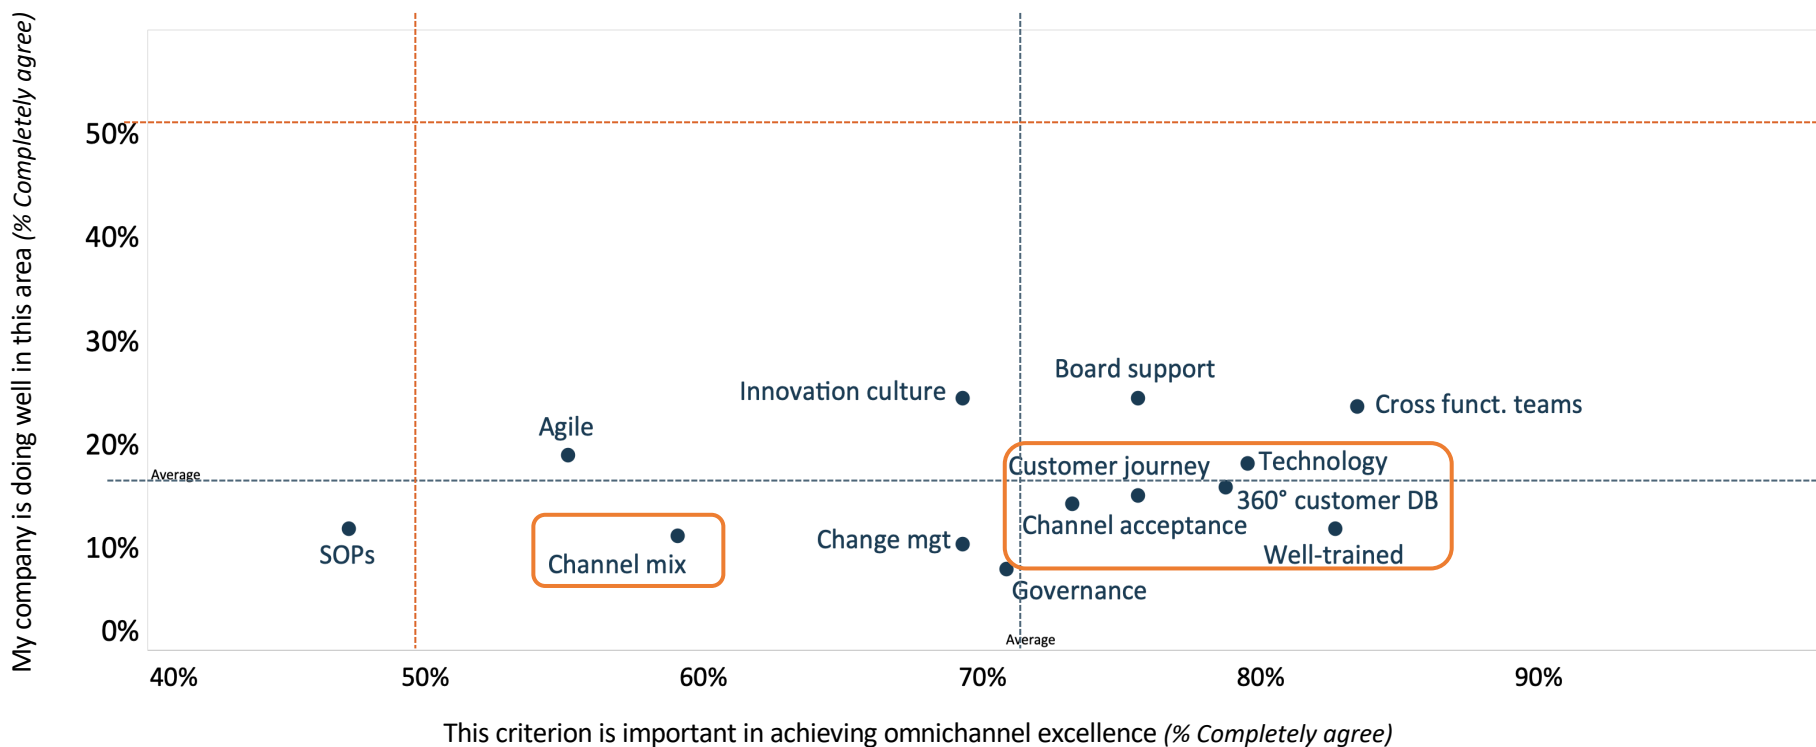 My company is doing well in this area (% Completely agree)
50%
40%
30%
20%
10%
0%
Average
Board support
Innovation culture
Cross funct. teams
Agile
Customer journey
Technology
360° customer DB
Channel acceptance
SOPs
Channel mix
Change mgt
Well-trained
Governance
Average
40%
50%
60%
70%
80%
90%
This criterion is important in achieving omnichannel excellence (% Completely agree)